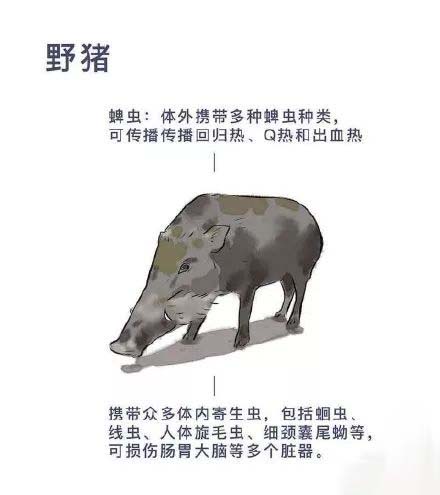 野猪
蜱虫：体外携带多种蜱虫种类，
可传播传播回归热、Q热和出血热
携带众多体内寄生虫，包括蛔虫、
线虫、人体旋毛虫、细颈囊尾蚴等，
可损伤肠胃大脑等多个脏器。